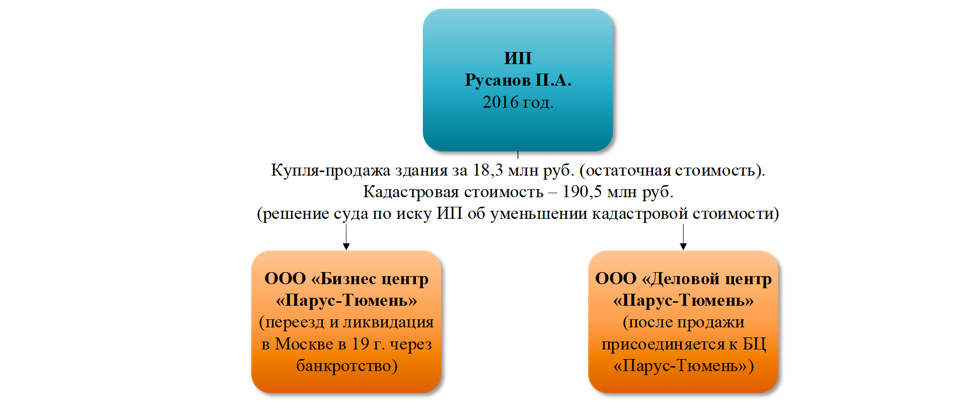 ИП
Русанов П.А.
2016 год.
Купля-продажа здания за 18,3 млн руб. (остаточная стоимость).
Кадастровая стоимость – 190,5 млн руб.
(решение суда по иску ИП об уменьшении кадастровой стоимости)
ООО «Бизнес центр
«Парус-Тюмень»
(переезд и ликвидация
в Москве в 19 г. через
банкротство)
ООО «Деловой центр
«Парус-Тюмень»
(после продажи
присоединяется к БЦ
«Парус-Тюмень»)